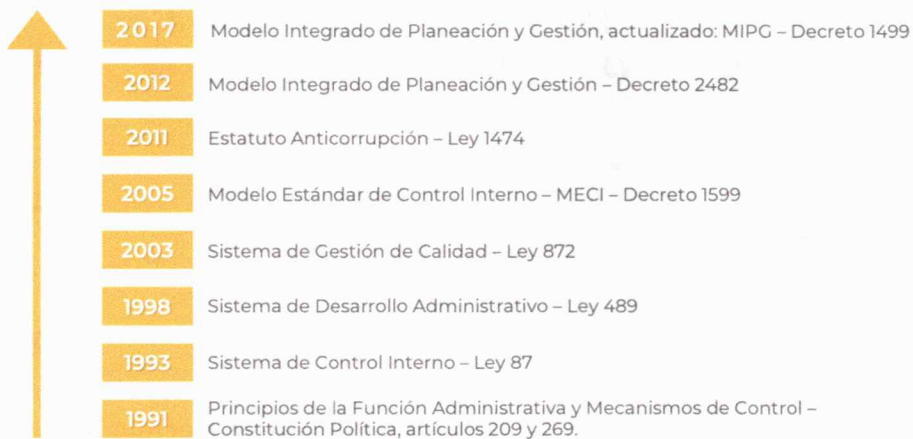 2017 Modelo Integrado de Planeación y Gestión, actualizado: MIPG – Decreto 1499
2012 Modelo Integrado de Planeación y Gestión – Decreto 2482
2011 Estatuto Anticorrupción – Ley 1474
2005 Modelo Estándar de Control Interno – MECI – Decreto 1599
2003 Sistema de Gestión de Calidad – Ley 872
1998 Sistema de Desarrollo Administrativo – Ley 489
1993 Sistema de Control Interno – Ley 87
1991 Principios de la Función Administrativa y Mecanismos de Control –
Constitución Política, artículos 209 y 269.